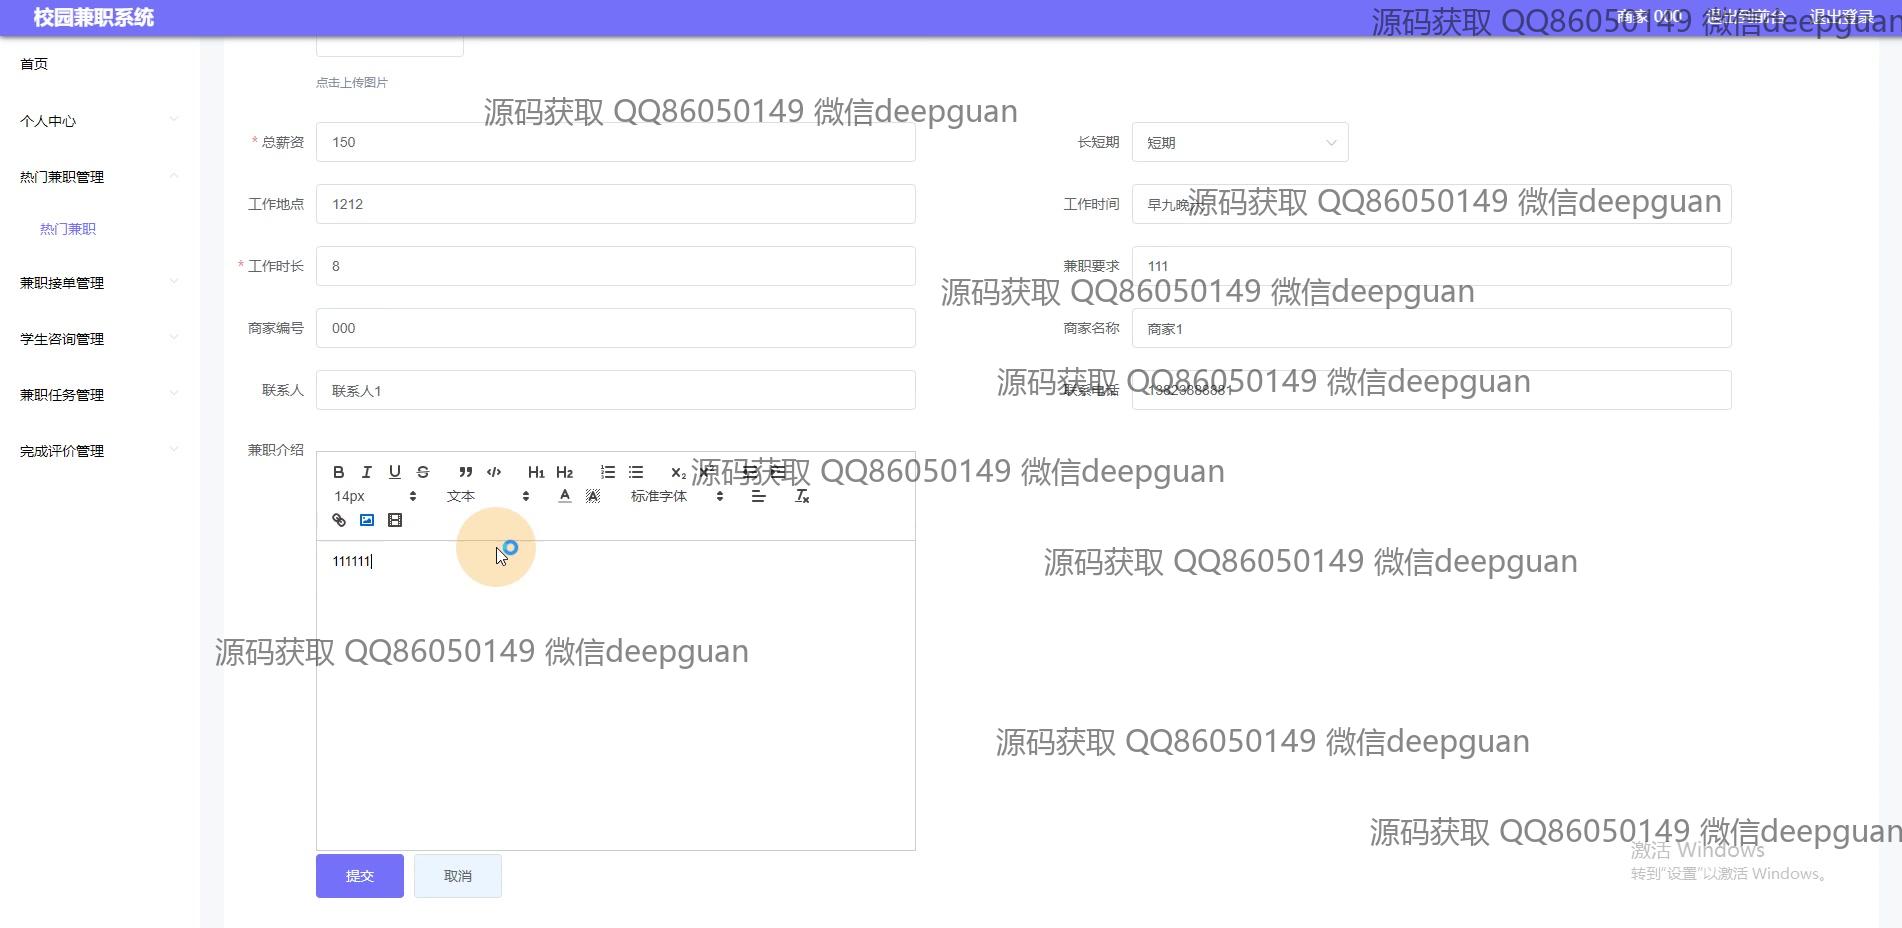 校园兼职系统
商家 000 退出到前台 退出登录
源码获取 QQ86050149 微信deepguan
首页
个人中心
热门兼职管理
热门兼职
兼职接单管理
学生咨询管理
兼职任务管理
完成评价管理
点击上传图片
源码获取 QQ86050149 微信deepguan
* 总薪资 150 长短期 短期
工作地点 1212 工作时间 早九晚六
源码获取 QQ86050149 微信deepguan
* 工作时长 8 兼职要求 111
源码获取 QQ86050149 微信deepguan
商家编号 000 商家名称 商家1
联系人 联系人1 联系电话 13823888881
源码获取 QQ86050149 微信deepguan
兼职介绍
B I U S H1 H2 X2
源码获取 QQ86050149 微信deepguan
14px 文本 A A 标准字体 Tx
111111
源码获取 QQ86050149 微信deepguan
源码获取 QQ86050149 微信deepguan
源码获取 QQ86050149 微信deepguan
源码获取 QQ86050149 微信deepguan
激活 Windows
转到“设置”以激活 Windows。
提交 取消